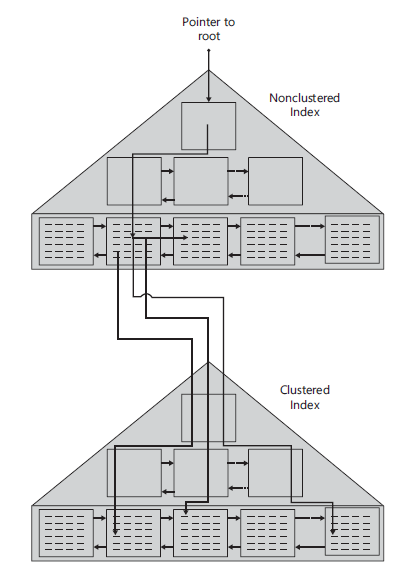 Pointer to
root
Nonclustered
Index
Clustered
Index